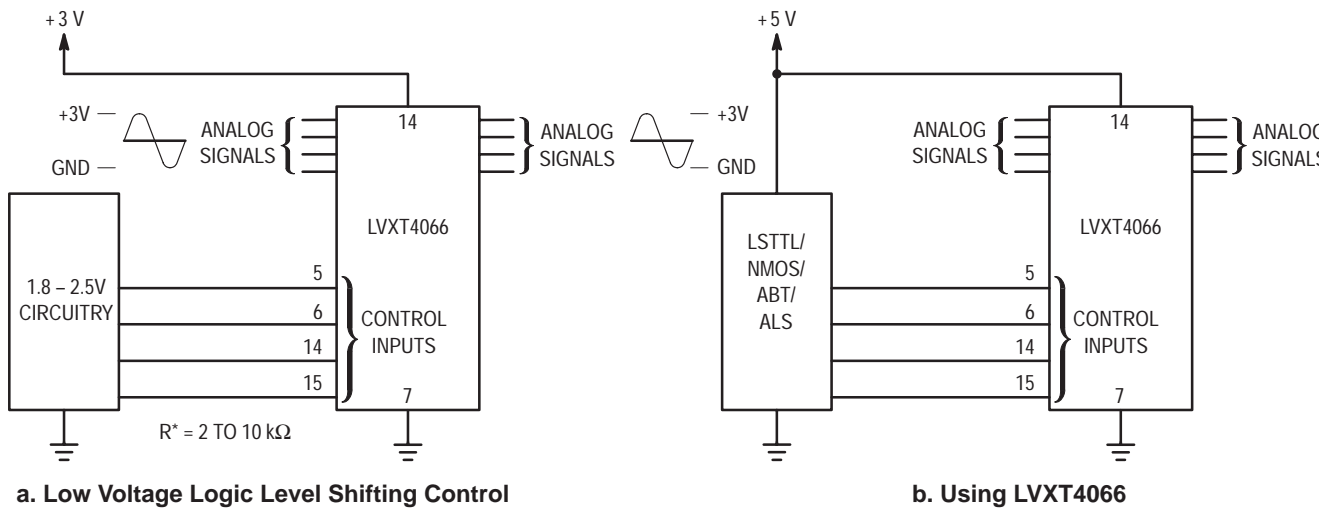 +3 V
+3V
GND
ANALOG
SIGNALS
14
ANALOG
SIGNALS
LVXT4066
1.8 – 2.5V
CIRCUITRY
5
6
14
15
CONTROL
INPUTS
7
R* = 2 TO 10 kΩ
a. Low Voltage Logic Level Shifting Control
+5 V
+3V
GND
ANALOG
SIGNALS
14
ANALOG
SIGNALS
LVXT4066
LSTTL/
NMOS/
ABT/
ALS
5
6
14
15
CONTROL
INPUTS
7
b. Using LVXT4066